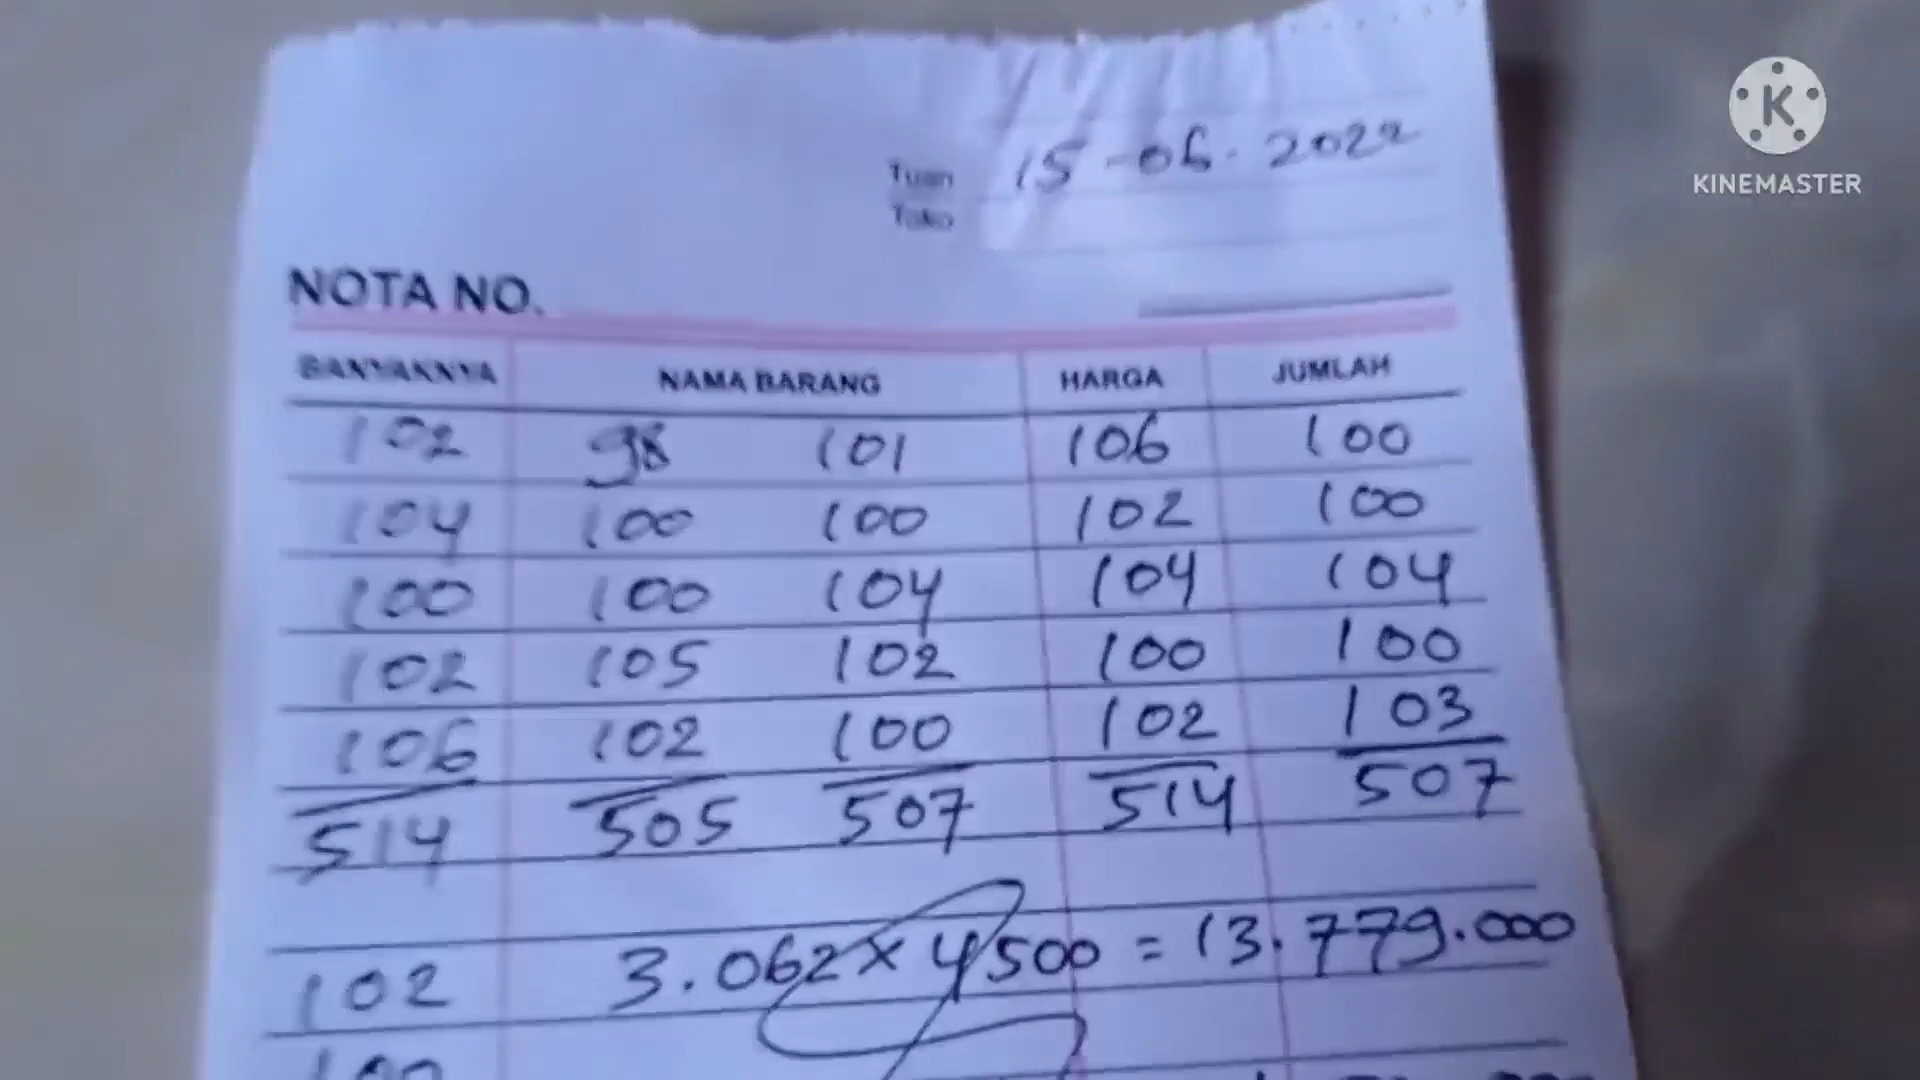 KINEMASTER
Tuan 15-06-2022
Toko
NOTA NO.
BANYAKNYA NAMA BARANG HARGA JUMLAH
102 98 101 106 100
104 100 100 102 100
100 100 104 104 104
102 105 102 100 100
106 102 100 102 103
514 505 507 514 507
102 3.062 x 4500 = 13.779.000
100